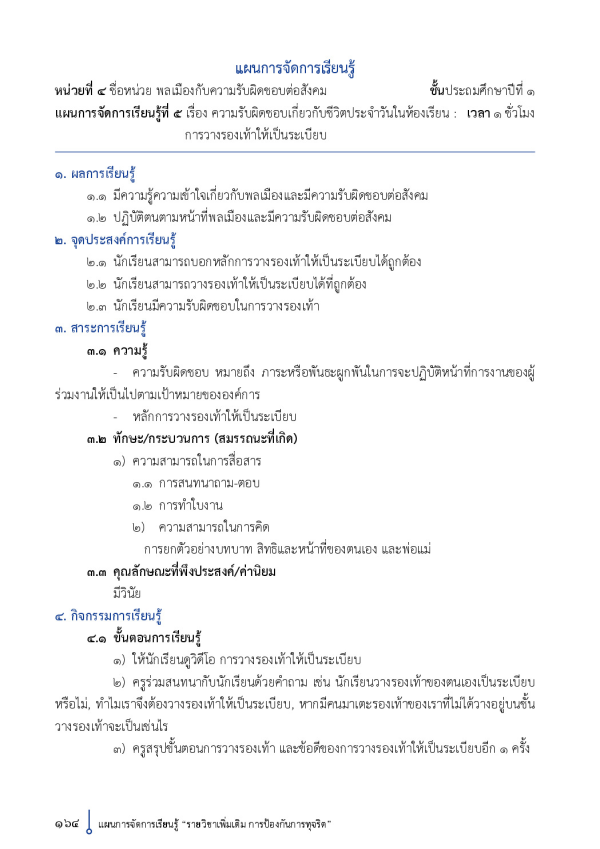 แผนการจัดการเรียนรู้
หน่วยที่ ๔ ชื่อหน่วย พลเมืองกับความรับผิดชอบต่อสังคม ชั้นประถมศึกษาปีที่ ๑
แผนการจัดการเรียนรู้ที่ ๕ เรื่อง ความรับผิดชอบเกี่ยวกับชีวิตประจำวันในห้องเรียน : เวลา ๑ ชั่วโมง
การวางรองเท้าให้เป็นระเบียบ
๑. ผลการเรียนรู้
๑.๑ มีความรู้ความเข้าใจเกี่ยวกับพลเมืองและมีความรับผิดชอบต่อสังคม
๑.๒ ปฏิบัติตนตามหน้าที่พลเมืองและมีความรับผิดชอบต่อสังคม
๒. จุดประสงค์การเรียนรู้
๒.๑ นักเรียนสามารถบอกหลักการวางรองเท้าให้เป็นระเบียบได้ถูกต้อง
๒.๒ นักเรียนสามารถวางรองเท้าให้เป็นระเบียบได้ที่ถูกต้อง
๒.๓ นักเรียนมีความรับผิดชอบในการวางรองเท้า
๓. สาระการเรียนรู้
๓.๑ ความรู้
- ความรับผิดชอบ หมายถึง ภาระหรือพันธะผูกพันในการจะปฏิบัติหน้าที่การงานของผู้
ร่วมงานให้เป็นไปตามเป้าหมายขององค์การ
- หลักการวางรองเท้าให้เป็นระเบียบ
๓.๒ ทักษะ/กระบวนการ (สมรรถนะที่เกิด)
๑) ความสามารถในการสื่อสาร
๑.๑ การสนทนาถาม-ตอบ
๑.๒ การทำใบงาน
๒) ความสามารถในการคิด
การยกตัวอย่างบทบาท สิทธิและหน้าที่ของตนเอง และพ่อแม่
๓.๓ คุณลักษณะที่พึงประสงค์/ค่านิยม
มีวินัย
๔. กิจกรรมการเรียนรู้
๔.๑ ขั้นตอนการเรียนรู้
๑) ให้นักเรียนดูวิดีโอ การวางรองเท้าให้เป็นระเบียบ
๒) ครูร่วมสนทนากับนักเรียนด้วยคำถาม เช่น นักเรียนวางรองเท้าของตนเองเป็นระเบียบ
หรือไม่, ทำไมเราจึงต้องวางรองเท้าให้เป็นระเบียบ, หากมีคนมาเตะรองเท้าของเราที่ไม่ได้วางอยู่บนชั้น
วางรองเท้าจะเป็นเช่นไร
๓) ครูสรุปขั้นตอนการวางรองเท้า และข้อดีของการวางรองเท้าให้เป็นระเบียบอีก ๑ ครั้ง
๑๖๔ แผนการจัดการเรียนรู้ “รายวิชาเพิ่มเติม การป้องกันการทุจริต”